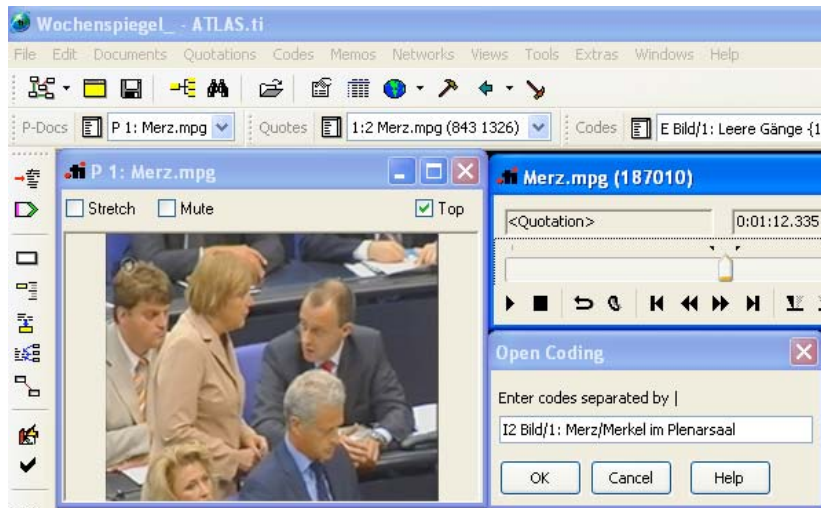 Wochenspiegel_ - ATLAS.ti
File Edit Documents Quotations Codes Memos Networks Views Tools Extras Windows Help
P-Docs P 1: Merz.mpg Quotes 1:2 Merz.mpg (843 1326) Codes E Bild/1: Leere Gänge {1
.ti P 1: Merz.mpg
Stretch Mute Top
.ti Merz.mpg (187010)
<Quotation> 0:01:12.335
Open Coding
Enter codes separated by |
I2 Bild/1: Merz/Merkel im Plenarsaal
OK Cancel Help